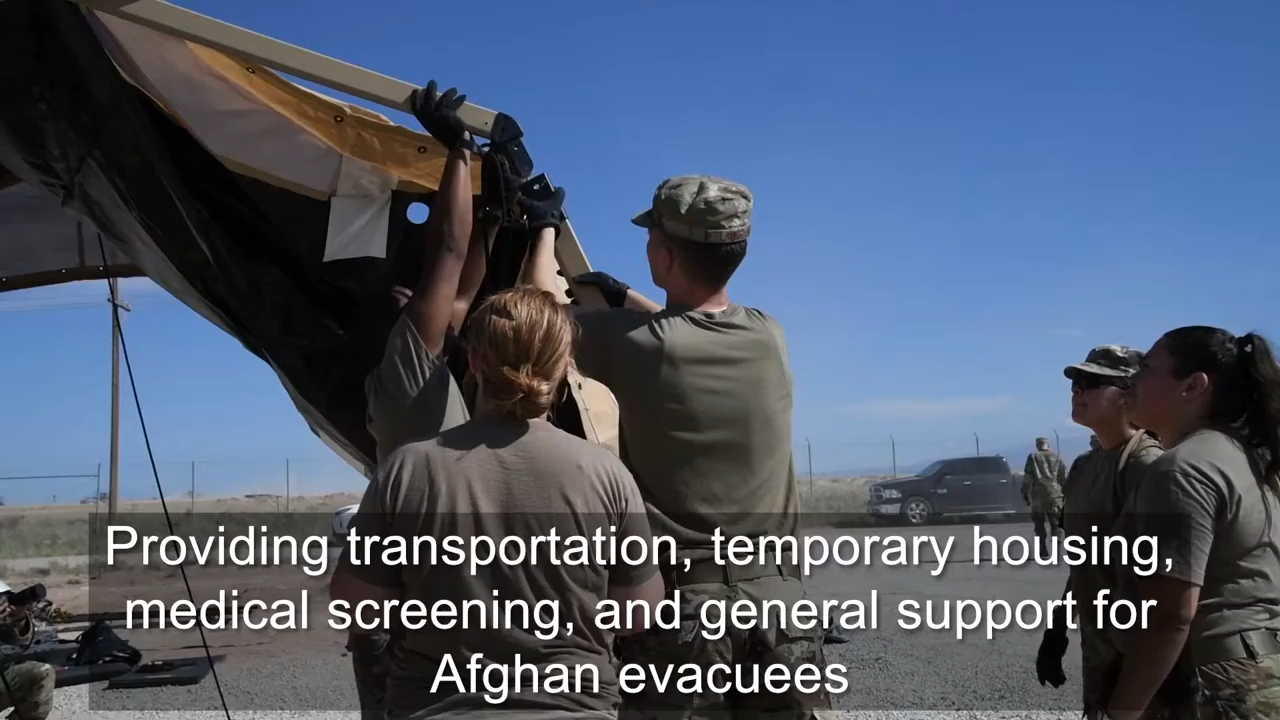 Providing transportation, temporary housing,
medical screening, and general support for
Afghan evacuees